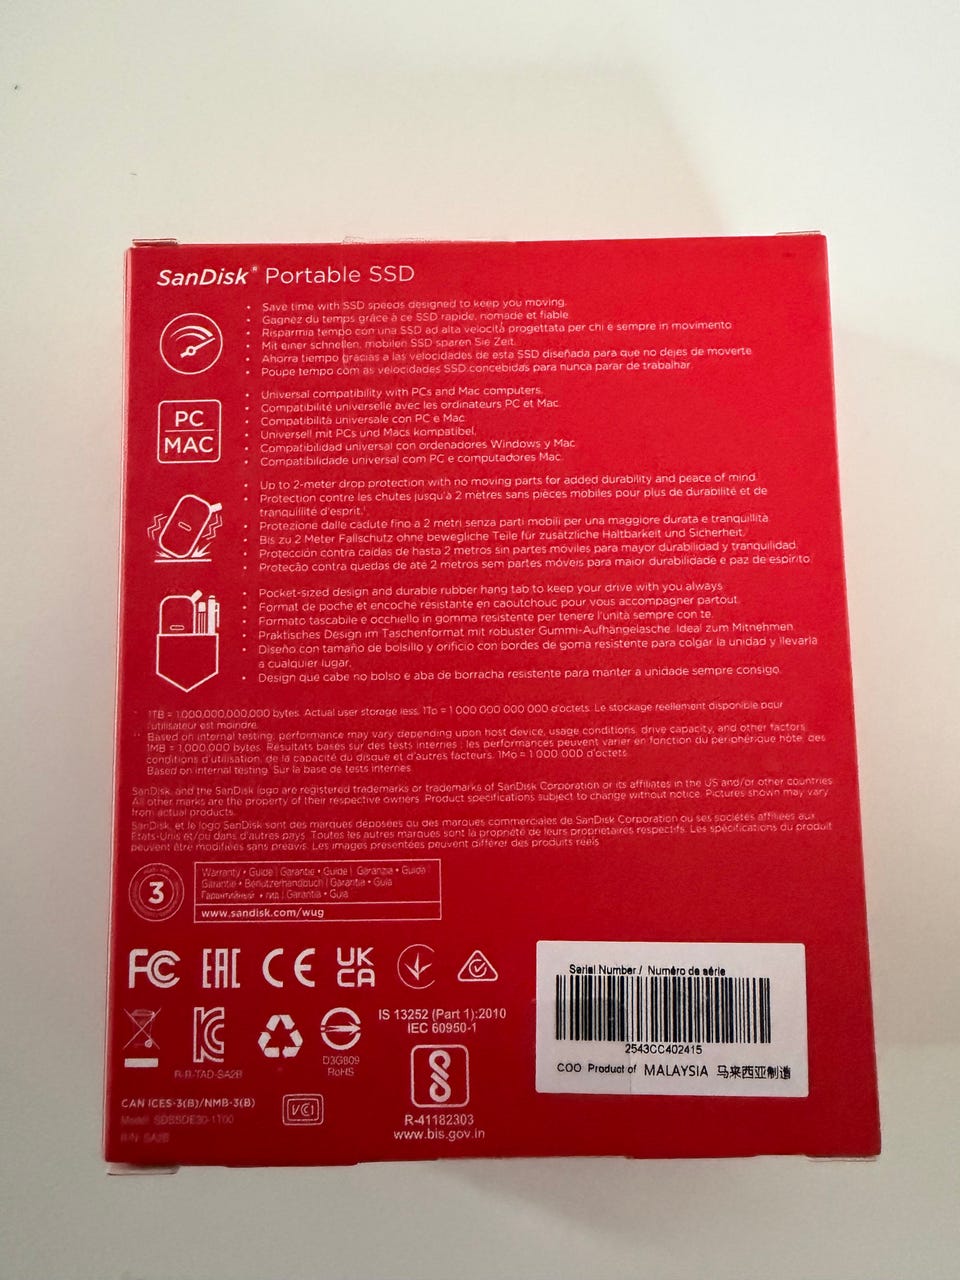 SanDisk® Portable SSD
• Save time with SSD speeds designed to keep you moving.
• Gagnez du temps grâce à ce SSD rapide, nomade et fiable.
• Risparmia tempo con una SSD ad alta velocità progettata per chi è sempre in movimento
• Mit einer schnellen, mobilen SSD sparen Sie Zeit.
• Ahorra tiempo gracias a las velocidades de esta SSD diseñada para que no dejes de moverte
• Poupe tempo com as velocidades SSD concebidas para nunca parar de trabalhar.
PC
MAC
• Universal compatibility with PCs and Mac computers.
• Compatibilité universelle avec les ordinateurs PC et Mac.
• Compatibilità universale con PC e Mac
• Universell mit PCs und Macs kompatibel.
• Compatibilidad universal con ordenadores Windows y Mac
• Compatibilidade universal com PC e computadores Mac.
• Up to 2-meter drop protection with no moving parts for added durability and peace of mind.
• Protection contre les chutes jusqu'à 2 mètres sans pièces mobiles pour plus de durabilité et de
tranquillité d'esprit.
• Protezione dalle cadute fino a 2 metri senza parti mobili per una maggiore durata e tranquillità
• Bis zu 2 Meter Fallschutz ohne bewegliche Teile für zusätzliche Haltbarkeit und Sicherheit.
• Protección contra caídas de hasta 2 metros sin partes móviles para mayor durabilidad y tranquilidad.
• Proteção contra quedas de até 2 metros sem partes móveis para maior durabilidade e paz de espírito.
• Pocket-sized design and durable rubber hang tab to keep your drive with you always.
• Format de poche et encoche résistante en caoutchouc pour vous accompagner partout.
• Formato tascabile e occhiello in gomma resistente per tenere l'unità sempre con te.
• Praktisches Design im Taschenformat mit robuster Gummi-Aufhängelasche. Ideal zum Mitnehmen.
• Diseño con tamaño de bolsillo y orificio con bordes de goma resistente para colgar la unidad y llevarla
a cualquier lugar.
• Design que cabe no bolso e aba de borracha resistente para manter a unidade sempre consigo.
* 1TB = 1,000,000,000,000 bytes. Actual user storage less. 1To = 1 000 000 000 000 d'octets. Le stockage réellement disponible pour
l'utilisateur est moindre.
** Based on internal testing; performance may vary depending upon host device, usage conditions, drive capacity, and other factors.
1MB = 1,000,000 bytes. Résultats basés sur des tests internes ; les performances peuvent varier en fonction du périphérique hôte, des
conditions d'utilisation, de la capacité du disque et d'autres facteurs. 1Mo = 1 000 000 d'octets
Based on internal testing. Sur la base de tests internes
SanDisk, and the SanDisk logo are registered trademarks or trademarks of SanDisk Corporation or its affiliates in the US and/or other countries.
All other marks are the property of their respective owners. Product specifications subject to change without notice. Pictures shown may vary
from actual products.
SanDisk, et le logo SanDisk sont des marques déposées ou des marques commerciales de SanDisk Corporation ou ses sociétés affiliées aux
États-Unis et/ou dans d'autres pays. Toutes les autres marques sont la propriété de leurs propriétaires respectifs. Les spécifications du produit
peuvent être modifiées sans préavis. Les images présentées peuvent différer des produits réels
3
Warranty • Guide | Garantie • Guide | Garanzia • Guida
Garantie • Benutzerhandbuch | Garantía • Guía
Гарантийный • гид | Garantia • Guia
www.sandisk.com/wug
FC EAC CE UK CA
IS 13252 (Part 1):2010
IEC 60950-1
R-R-TAD-SA2B
D3G809
RoHS
CAN ICES-3(B)/NMB-3(B)
Model: SDSSDE30-1T00
R/N: SA2B
VCI
R-41182303
www.bis.gov.in
Serial Number / Numéro de série
2543CC402415
COO Product of MALAYSIA 马来西亚制造